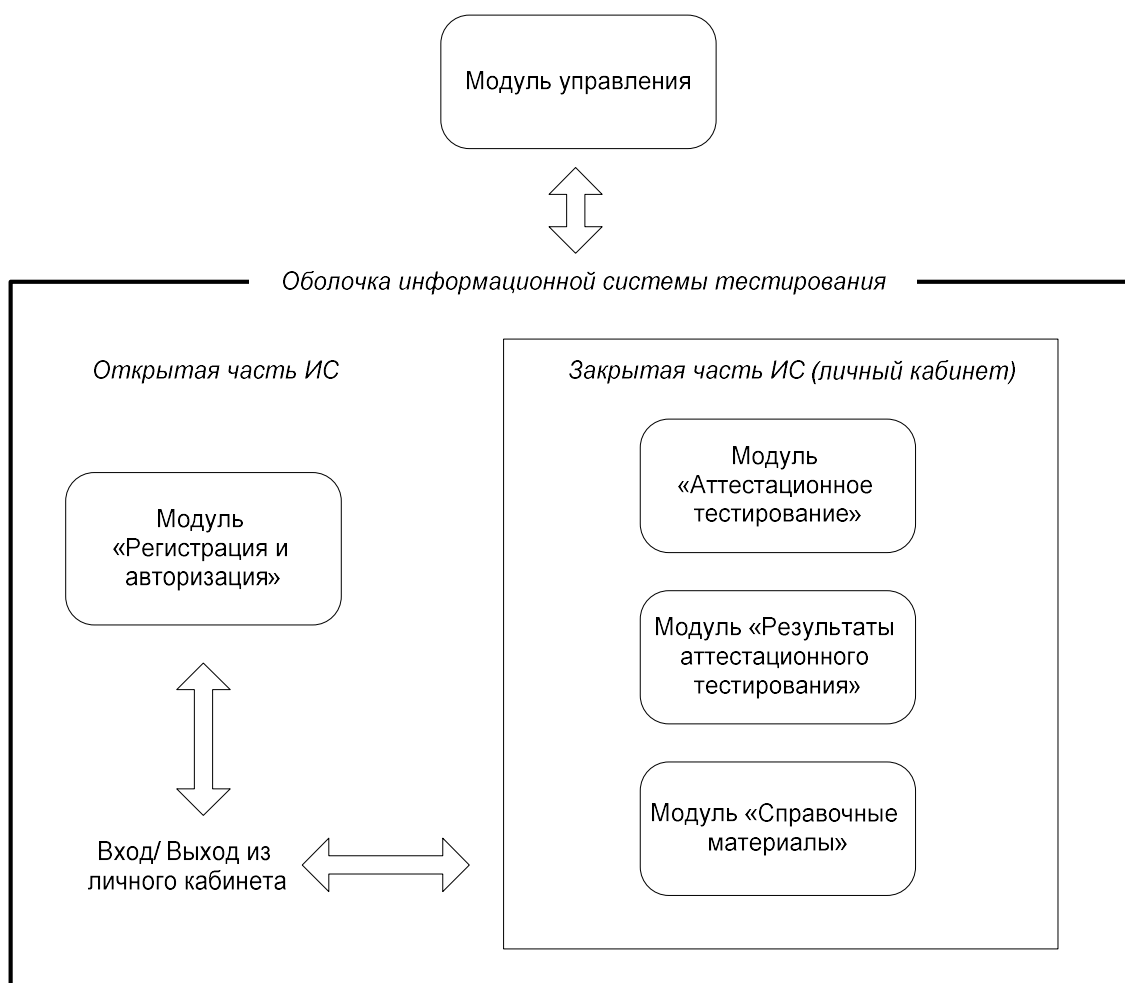 Модуль управления
Оболочка информационной системы тестирования
Открытая часть ИС
Закрытая часть ИС (личный кабинет)
Модуль
«Регистрация и
авторизация»
Вход/ Выход из
личного кабинета
Модуль
«Аттестационное
тестирование»
Модуль «Результаты
аттестационного
тестирования»
Модуль «Справочные
материалы»